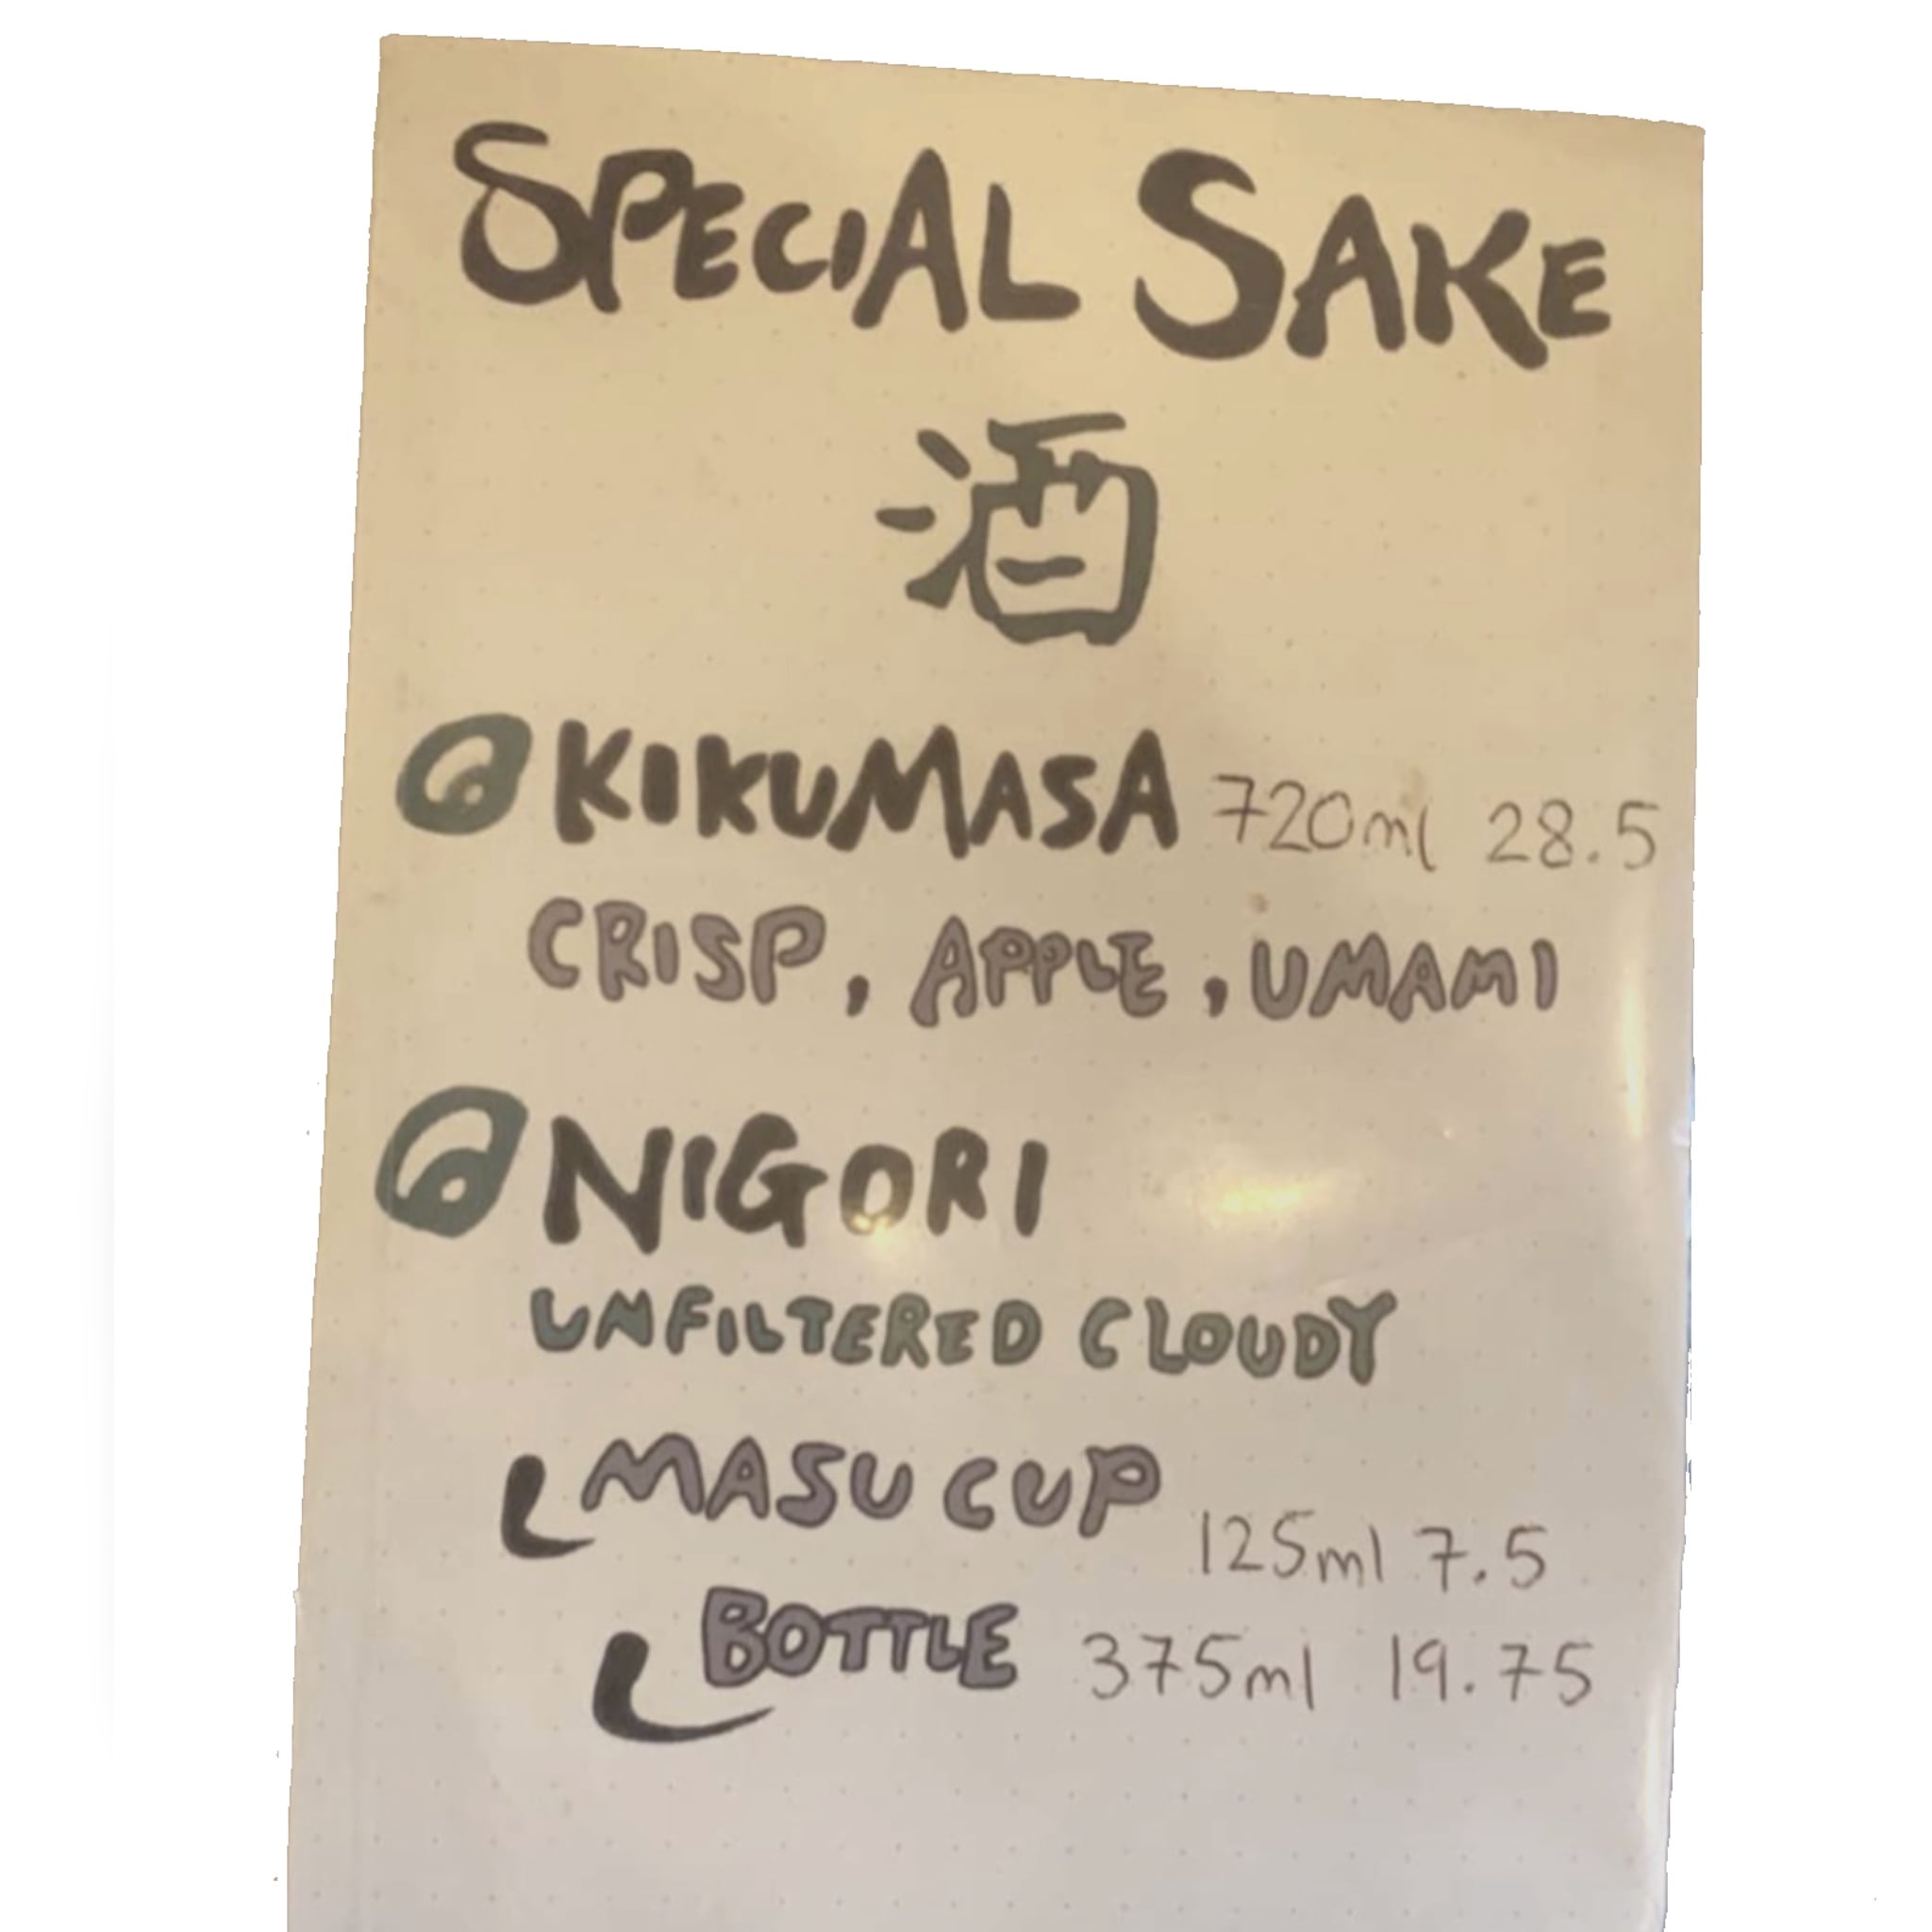 SPECIAL SAKE
酒
KIKUMASA 720ml 28.5
CRISP, APPLE, UMAMI
NIGORI
UNFILTERED CLOUDY
MASU CUP 125ml 7.5
BOTTLE 375ml 19.75